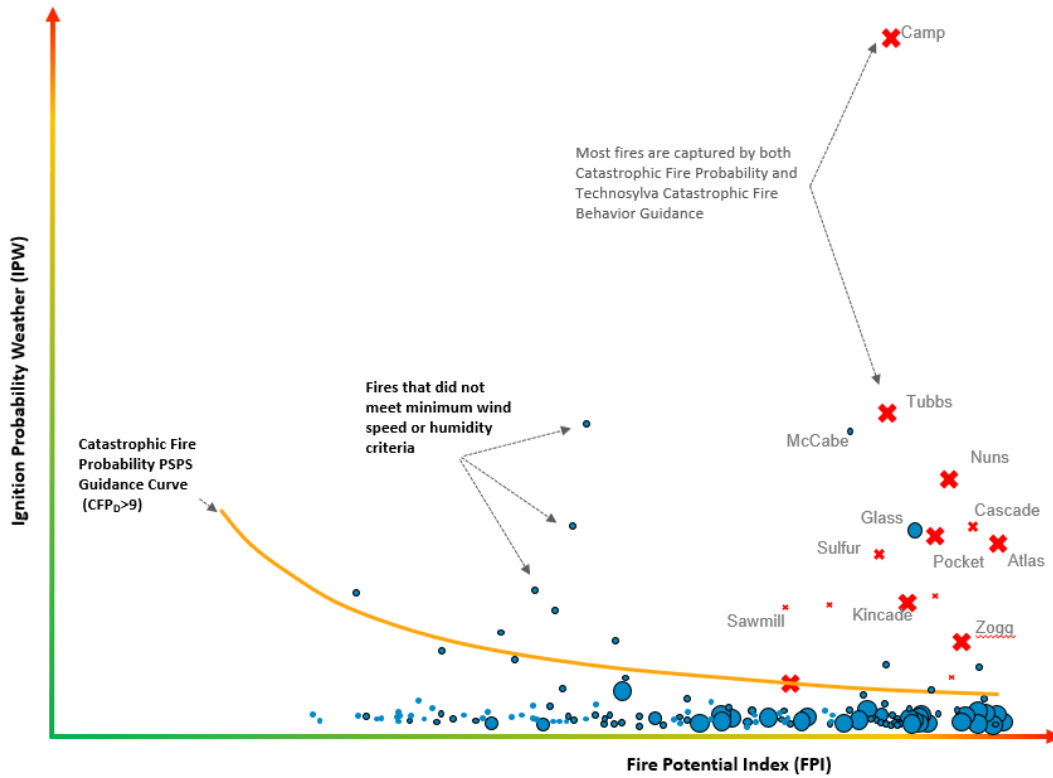 Camp
Most fires are captured by both
Catastrophic Fire Probability and
Technosylva Catastrophic Fire
Behavior Guidance
Ignition Probability Weather (IPW)
Fires that did not
meet minimum wind
speed or humidity
criteria
Tubbs
McCabe
Catastrophic Fire
Probability PSPS
Guidance Curve
(CFP_D>9)
Nuns
Glass
Cascade
Sulfur
Pocket
Atlas
Sawmill
Kincade
Zogg
Fire Potential Index (FPI)